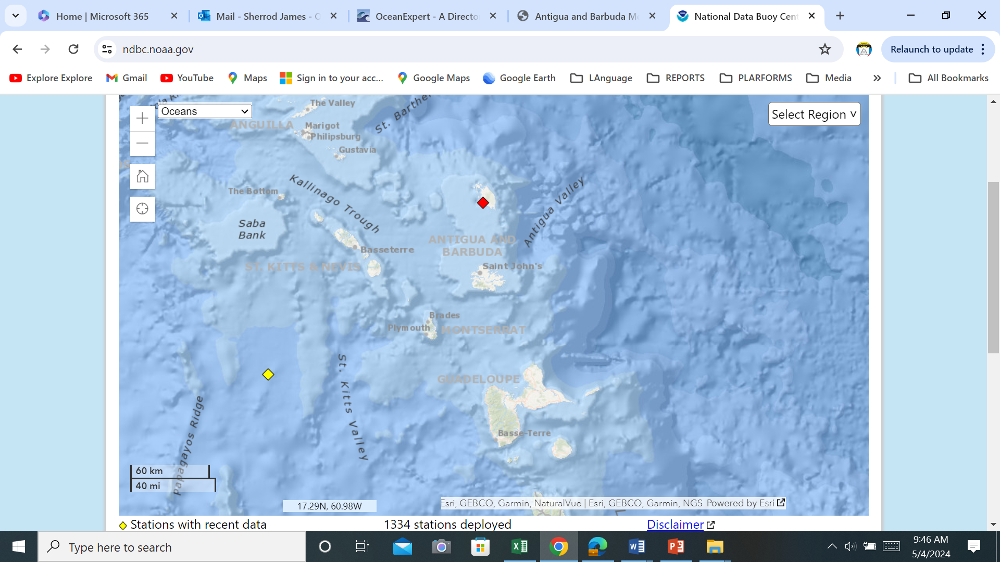 Home | Microsoft 365
Mail - Sherrod James -
OceanExpert - A Directo
Antigua and Barbuda Me
National Data Buoy Cen
ndbc.noaa.gov
Relaunch to update
Explore Explore
Gmail
YouTube
Maps
Sign in to your acc...
Google Maps
Google Earth
LAnguage
REPORTS
PLARFORMS
Media
»
All Bookmarks
Oceans
Select Region v
The Valley
St. Barthe
ANGUILLA
Marigot
Philipsburg
Gustavia
Kallinago Trough
The Bottom
Saba
Bank
Antigua Valley
ANTIGUA AND
BARBUDA
Basseterre
ST. KITTS & NEVIS
Saint John's
Brades
Plymouth
MONTSERRAT
St. Kitts Valley
GUADELOUPE
Papagayos Ridge
Basse-Terre
60 km
40 mi
17.29N, 60.98W
Esri, GEBCO, Garmin, NaturalVue | Esri, GEBCO, Garmin, NGS Powered by Esri
Stations with recent data
1334 stations deployed
Disclaimer
Type here to search
9:46 AM
5/4/2024